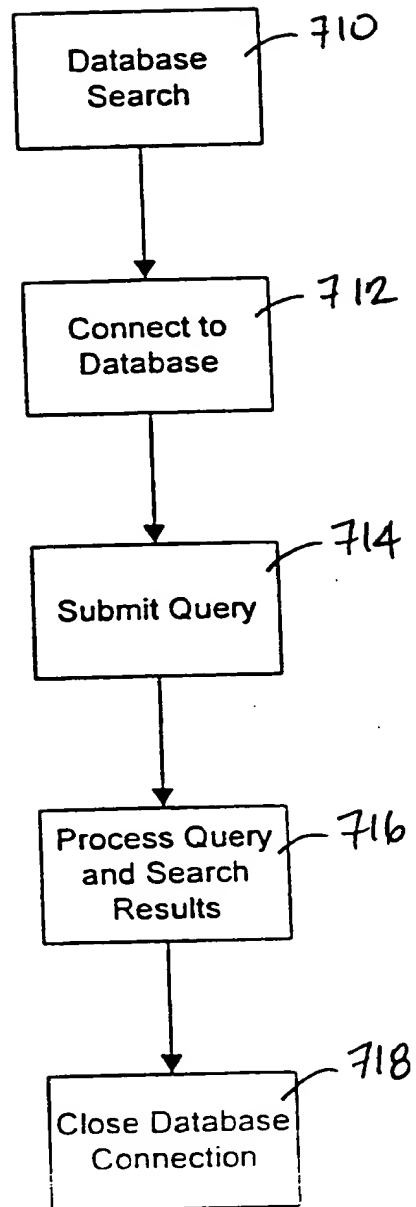 710
Database
Search
712
Connect to
Database
714
Submit Query
716
Process Query
and Search
Results
718
Close Database
Connection